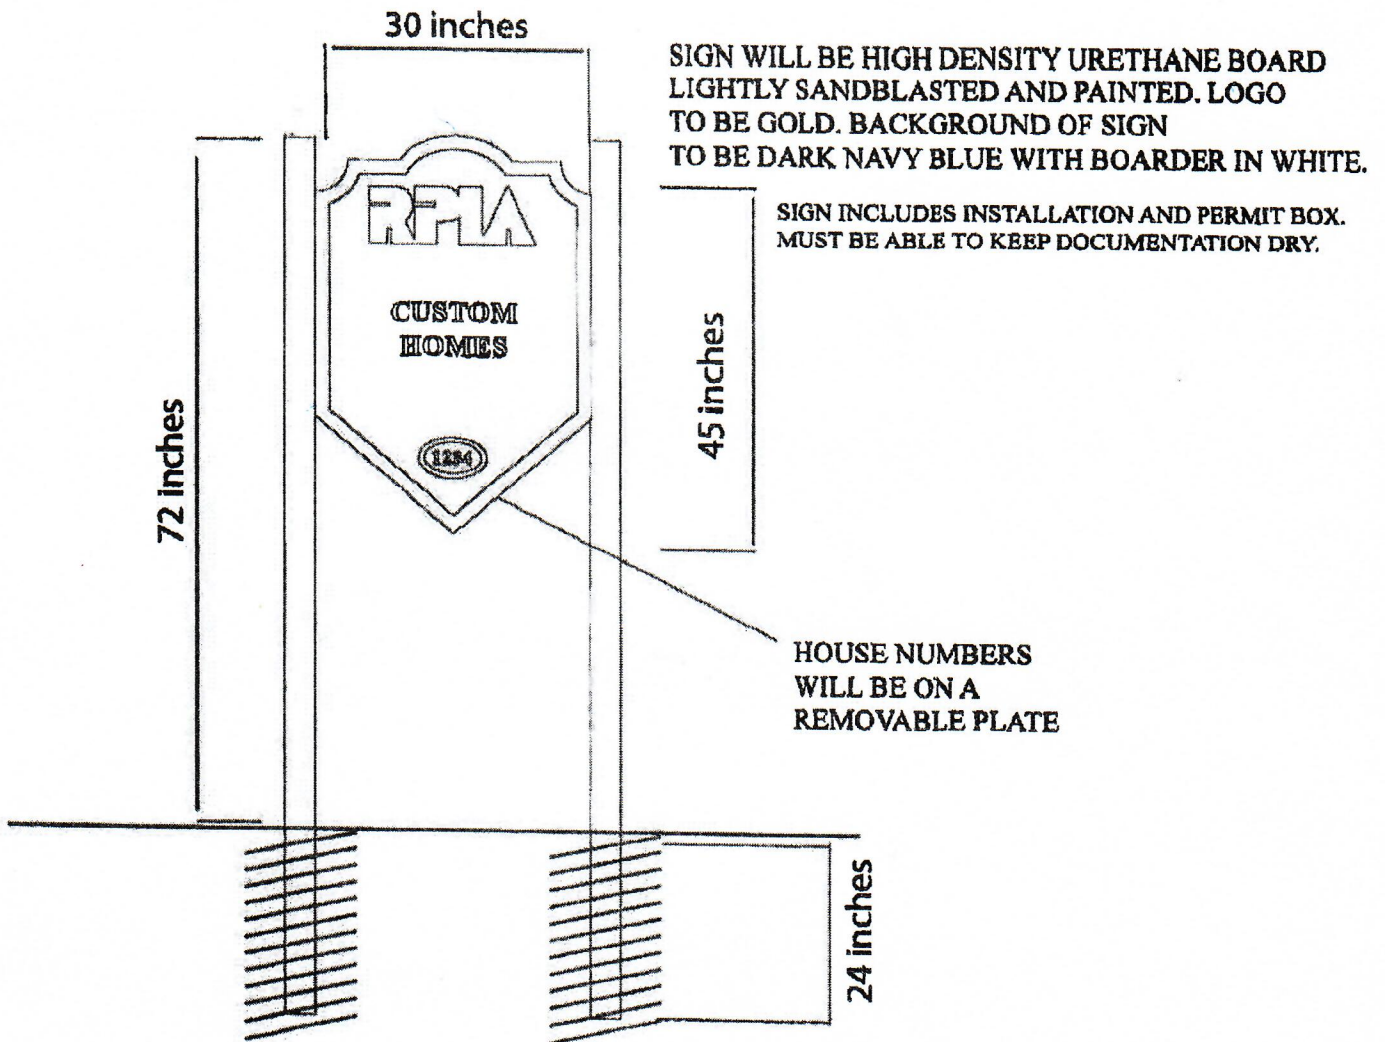 30 inches
SIGN WILL BE HIGH DENSITY URETHANE BOARD
LIGHTLY SANDBLASTED AND PAINTED. LOGO
TO BE GOLD. BACKGROUND OF SIGN
TO BE DARK NAVY BLUE WITH BOARDER IN WHITE.
SIGN INCLUDES INSTALLATION AND PERMIT BOX.
MUST BE ABLE TO KEEP DOCUMENTATION DRY.
RPLA
CUSTOM
HOMES
1234
72 inches
45 inches
HOUSE NUMBERS
WILL BE ON A
REMOVABLE PLATE
24 inches